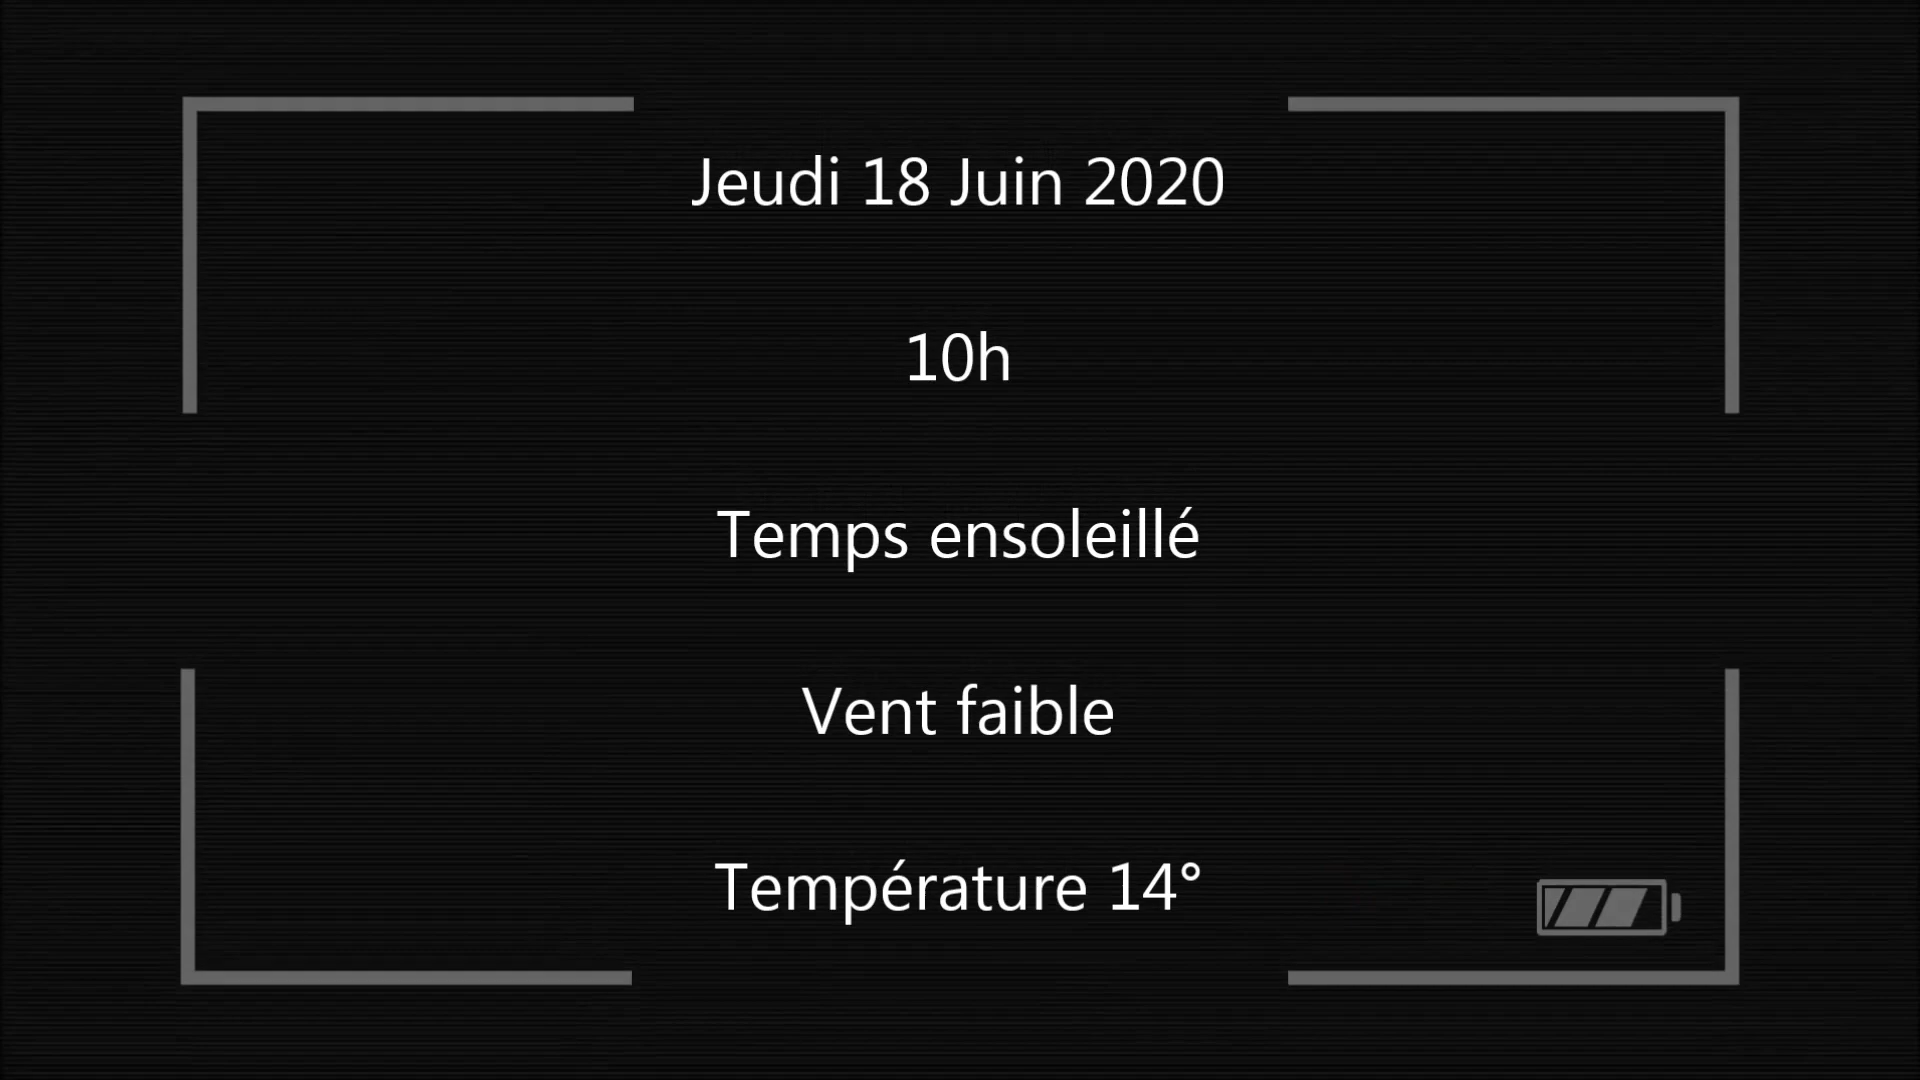 Jeudi 18 Juin 2020
10h
Temps ensoleillé
Vent faible
Température 14°